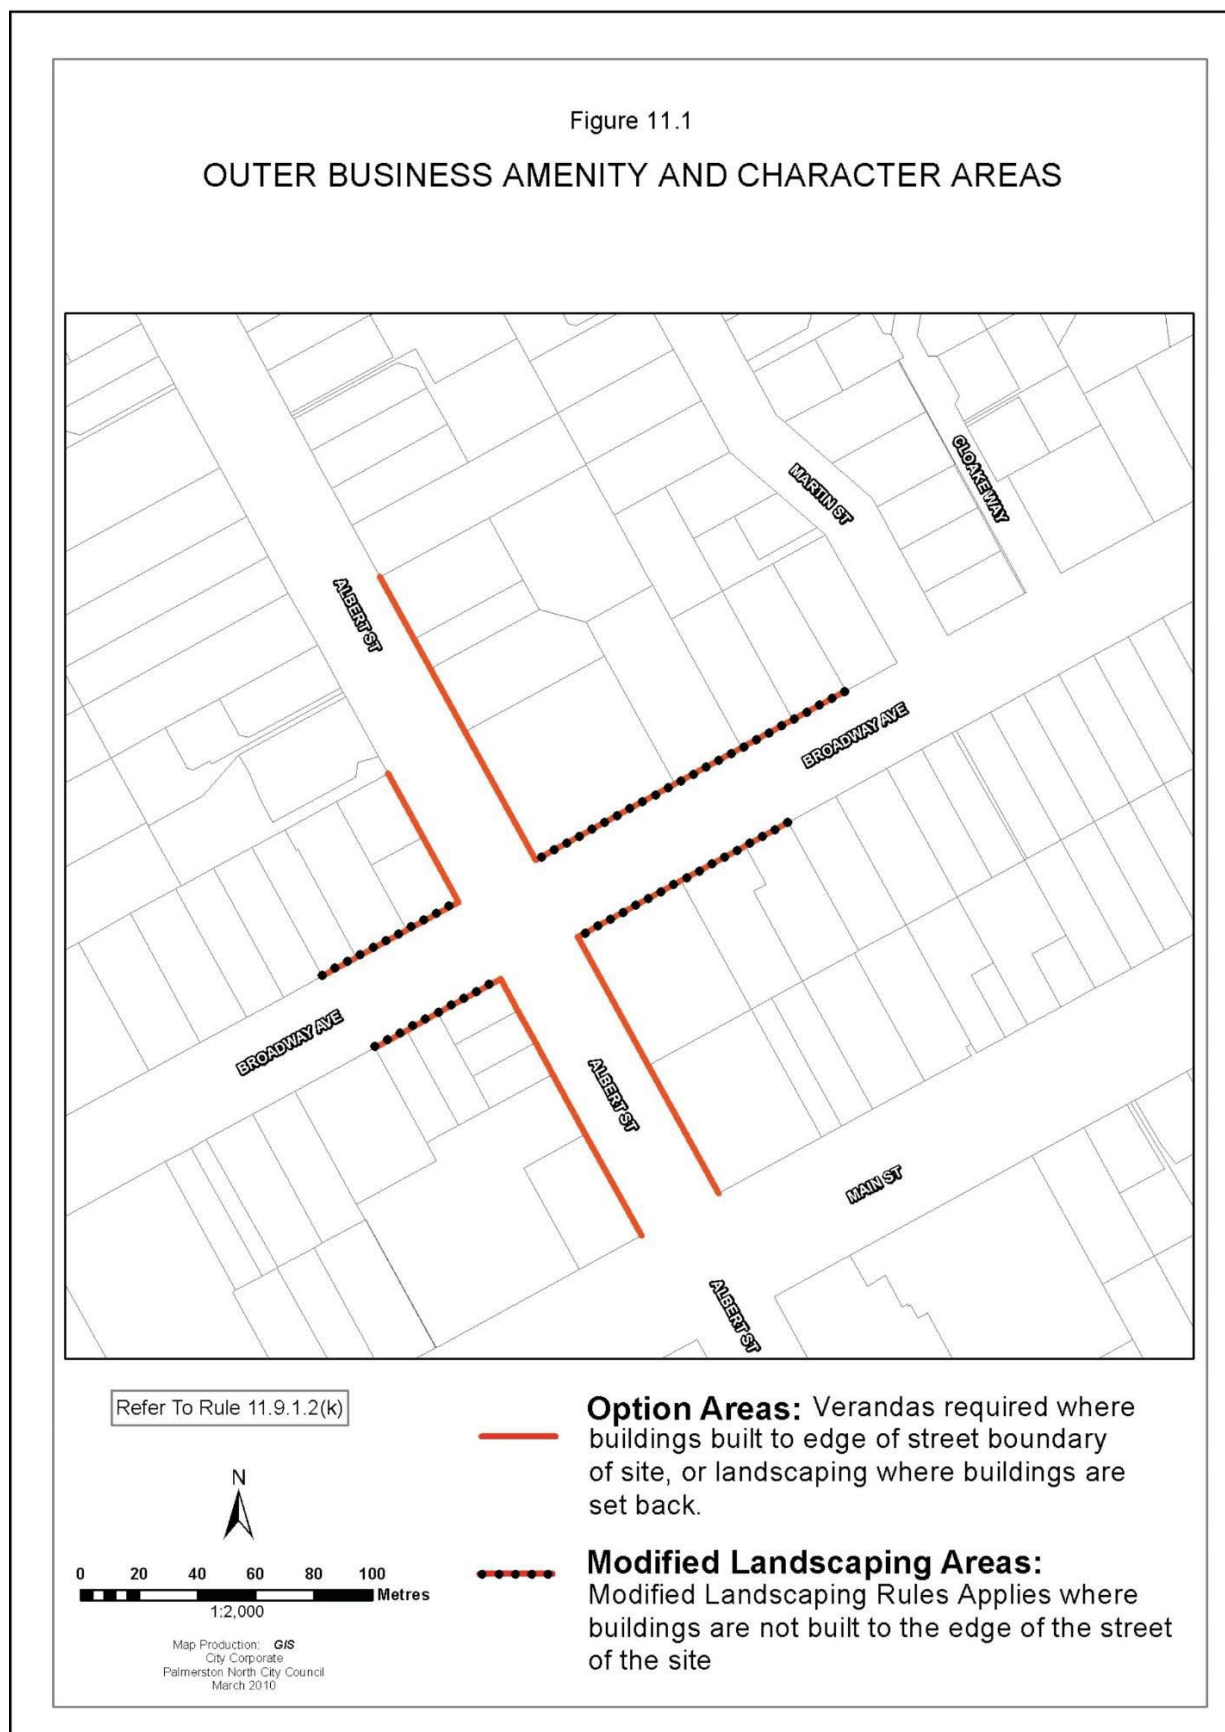 Figure 11.1
OUTER BUSINESS AMENITY AND CHARACTER AREAS
MARTIN ST
CLOAKE WAY
ALBERT ST
BROADWAY AVE
BROADWAY AVE
ALBERT ST
MAIN ST
ALBERT ST
Refer To Rule 11.9.1.2(k)
N
0 20 40 60 80 100
Metres
1:2,000
Map Production: GIS
City Corporate
Palmerston North City Council
March 2010
Option Areas: Verandas required where
buildings built to edge of street boundary
of site, or landscaping where buildings are
set back.
Modified Landscaping Areas:
Modified Landscaping Rules Applies where
buildings are not built to the edge of the street
of the site